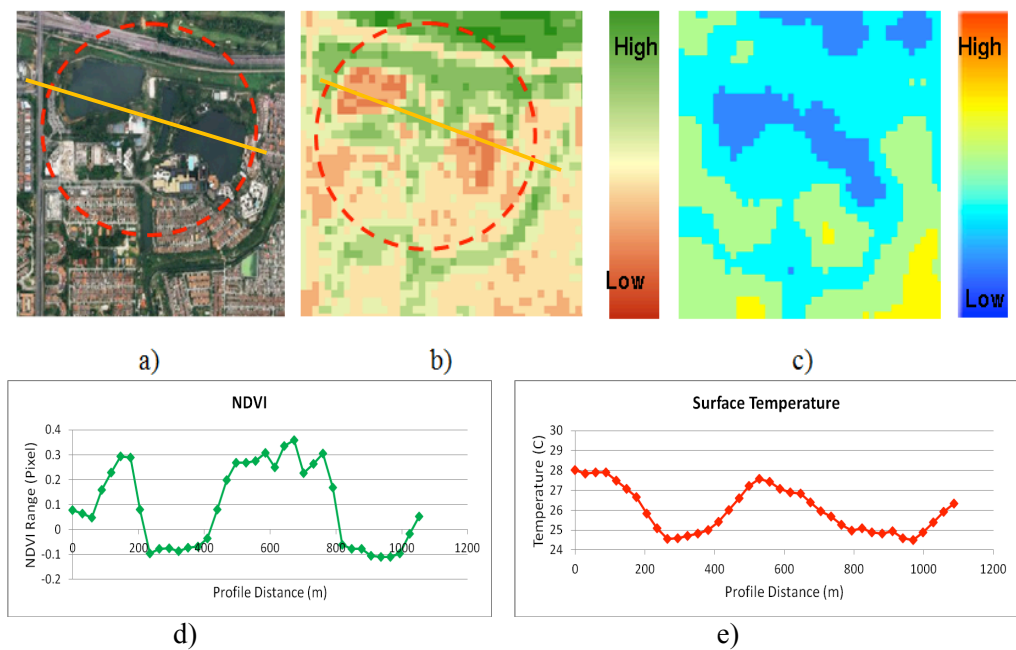 High
Low
High
Low
a)
b)
c)
NDVI
NDVI Range (Pixel)
0.4
0.3
0.2
0.1
0
-0.1
-0.2
0 200 400 600 800 1000 1200
Profile Distance (m)
Surface Temperature
Temperature (C)
30
29
28
27
26
25
24
0 200 400 600 800 1000 1200
Profile Distance (m)
d)
e)